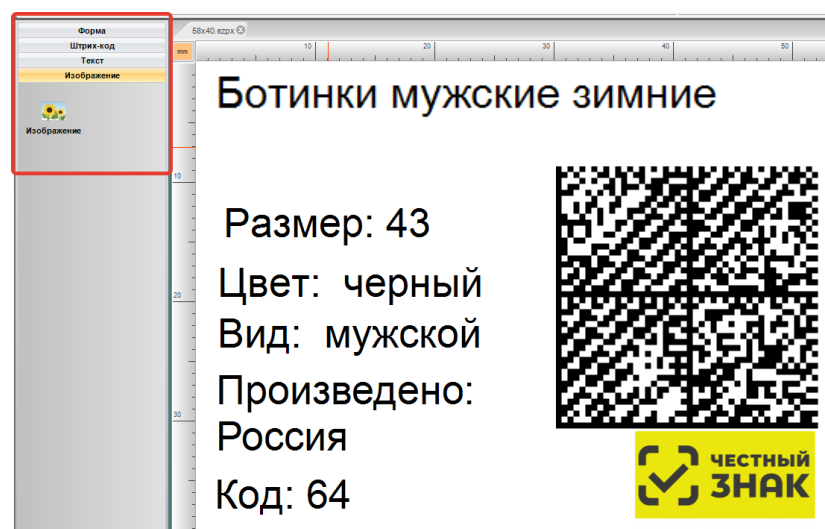 Форма
Штрих-код
Текст
Изображение
Изображение
58x40.ezpx
mm
10
20
30
40
50
10
20
30
Ботинки мужские зимние
Размер: 43
Цвет: черный
Вид: мужской
Произведено:
Россия
Код: 64
ЧЕСТНЫЙ
ЗНАК